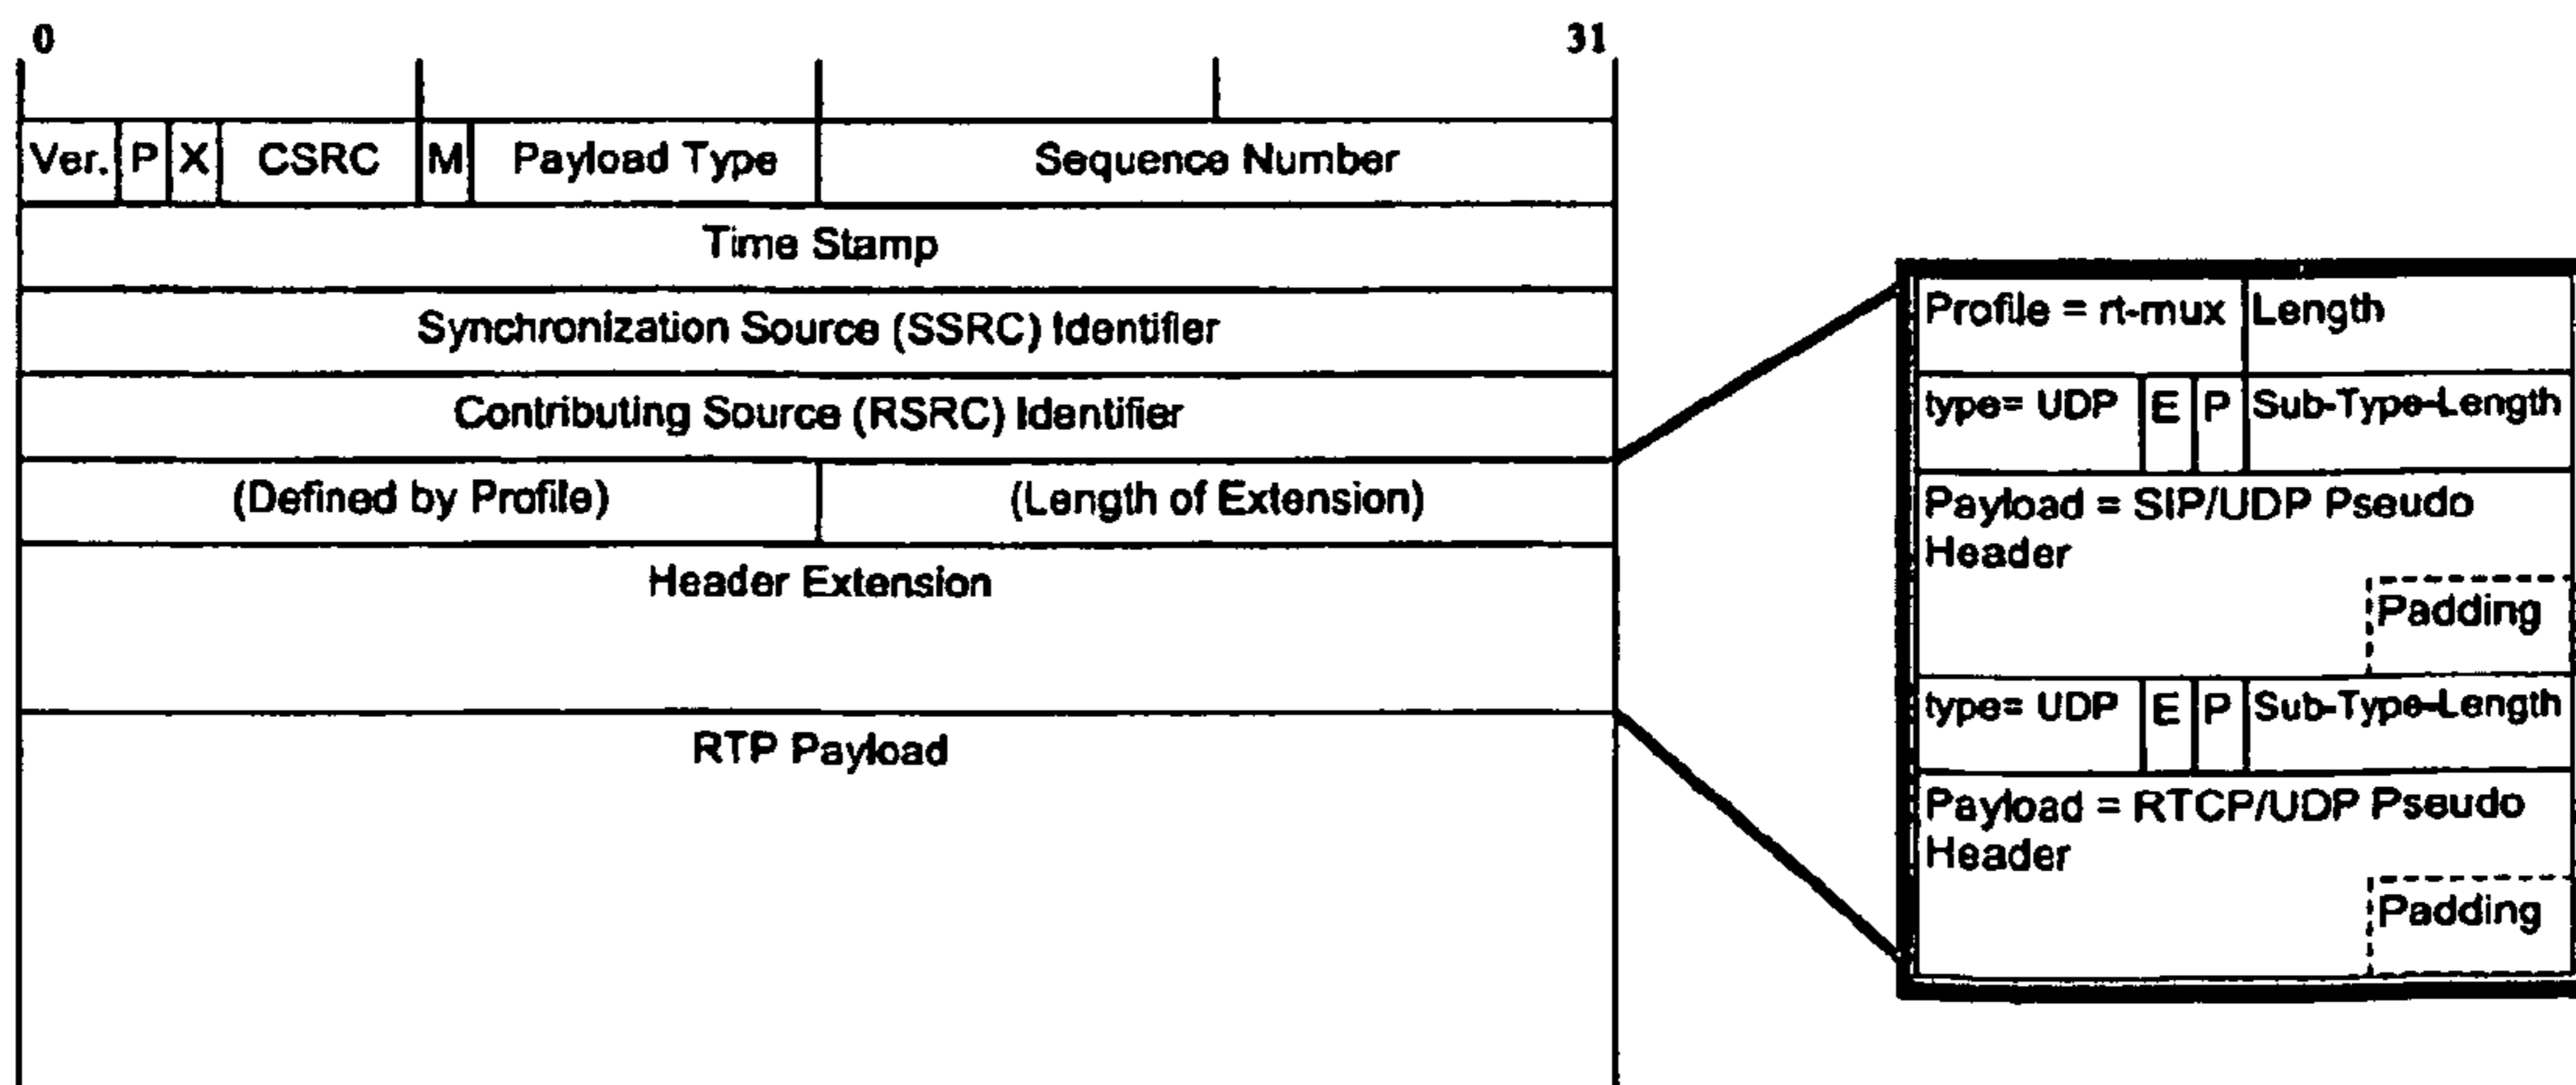 0 31
Ver. P X CSRC M Payload Type Sequence Number
Time Stamp
Synchronization Source (SSRC) Identifier
Contributing Source (RSRC) Identifier
(Defined by Profile) (Length of Extension)
Header Extension
RTP Payload
Profile = rt-mux Length
type= UDP E P Sub-Type-Length
Payload = SIP/UDP Pseudo
Header
Padding
type= UDP E P Sub-Type-Length
Payload = RTCP/UDP Pseudo
Header
Padding